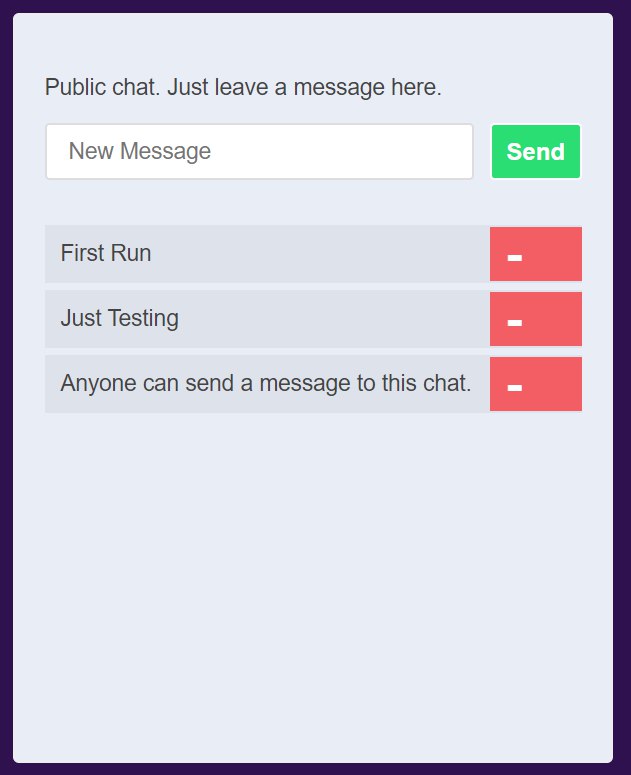 Public chat. Just leave a message here.
New Message
Send
First Run
-
Just Testing
-
Anyone can send a message to this chat.
-